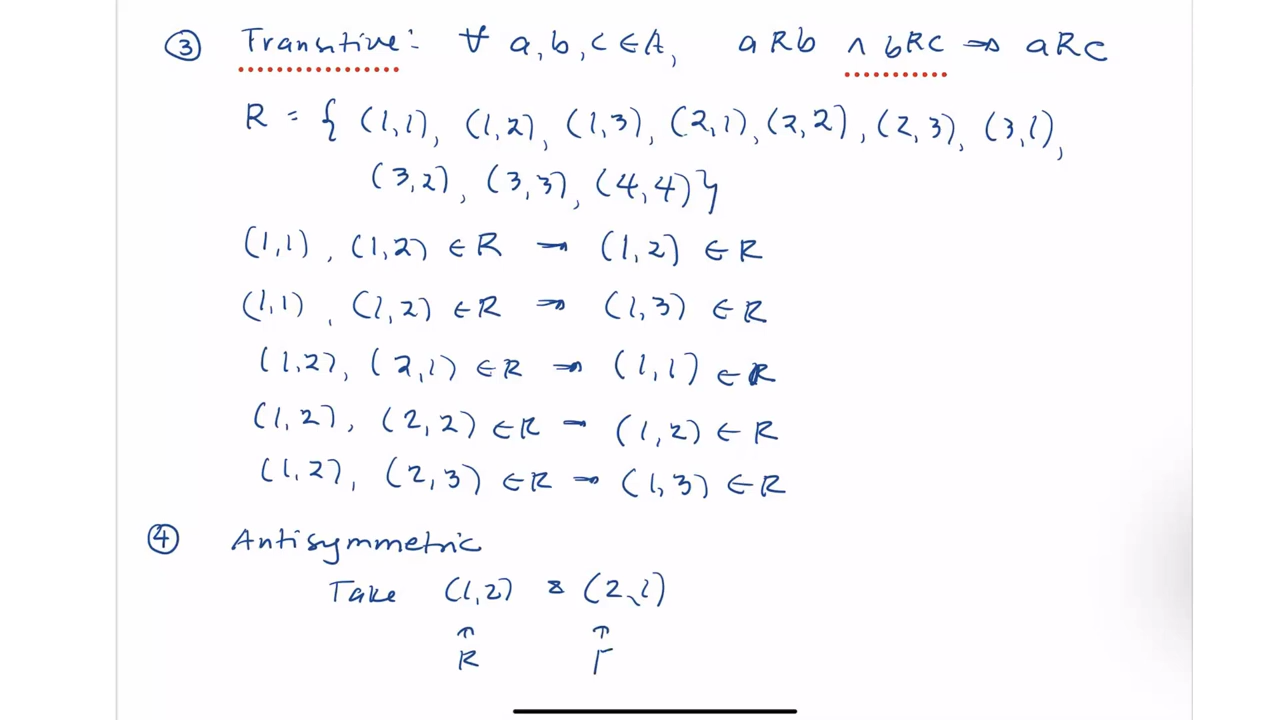 ③ Transitive: ∀ a, b, c ∈ A, aRb ∧ bRc ⇒ aRc
R = { (1,1), (1,2), (1,3), (2,1), (2,2), (2,3), (3,1),
(3,2), (3,3), (4,4) }
(1,1), (1,2) ∈ R → (1,2) ∈ R
(1,1), (1,2) ∈ R ⇒ (1,3) ∈ R
(1,2), (2,1) ∈ R ⇒ (1,1) ∈ R
(1,2), (2,2) ∈ R → (1,2) ∈ R
(1,2), (2,3) ∈ R ⇒ (1,3) ∈ R
④ Antisymmetric
Take (1,2) & (2,1)
↑ ↑
R